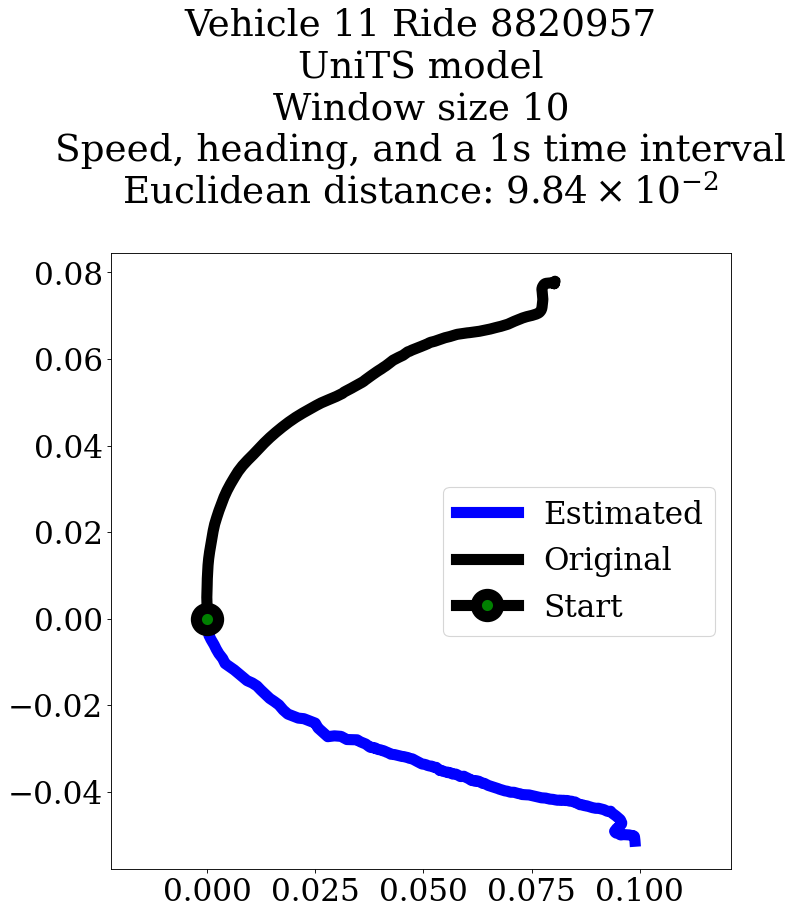 Vehicle 11 Ride 8820957
UniTS model
Window size 10
Speed, heading, and a 1s time interval
Euclidean distance: 9.84 × 10⁻²
0.08
0.06
0.04
0.02
0.00
−0.02
−0.04
Estimated
Original
Start
0.000 0.025 0.050 0.075 0.100